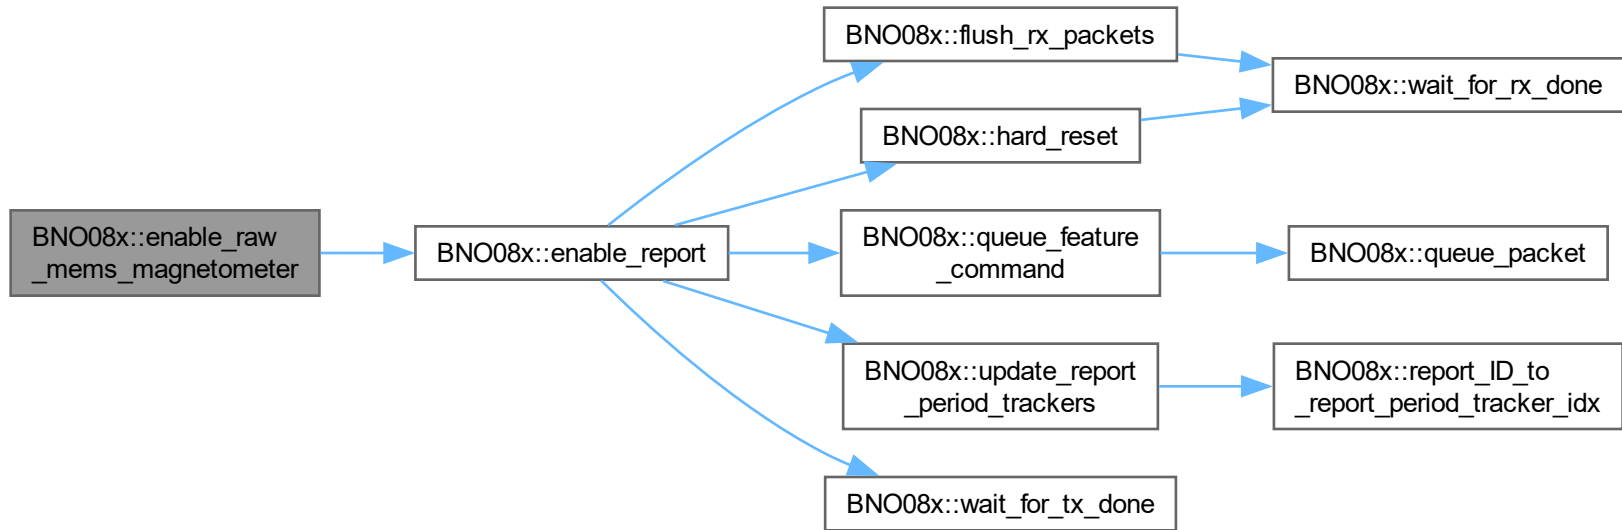 BNO08x::flush_rx_packets
BNO08x::wait_for_rx_done
BNO08x::hard_reset
BNO08x::enable_raw
_mems_magnetometer
BNO08x::enable_report
BNO08x::queue_feature
_command
BNO08x::queue_packet
BNO08x::update_report
_period_trackers
BNO08x::report_ID_to
_report_period_tracker_idx
BNO08x::wait_for_tx_done